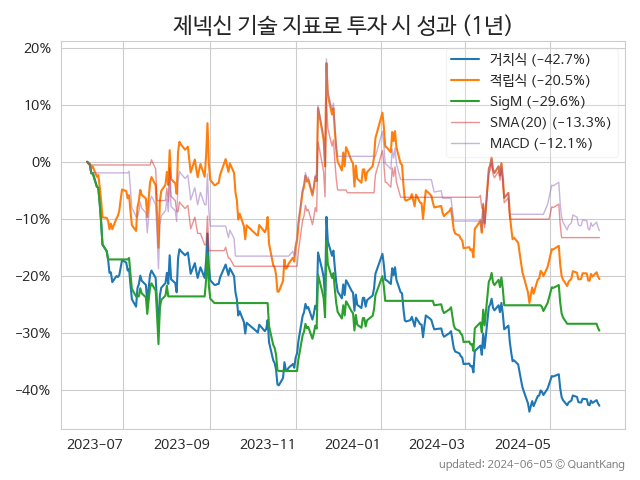 제넥신 기술 지표로 투자 시 성과 (1년)
20%
10%
0%
−10%
−20%
−30%
−40%
거치식 (−42.7%)
적립식 (−20.5%)
SigM (−29.6%)
SMA(20) (−13.3%)
MACD (−12.1%)
2023-07
2023-09
2023-11
2024-01
2024-03
2024-05
updated: 2024-06-05 © QuantKang